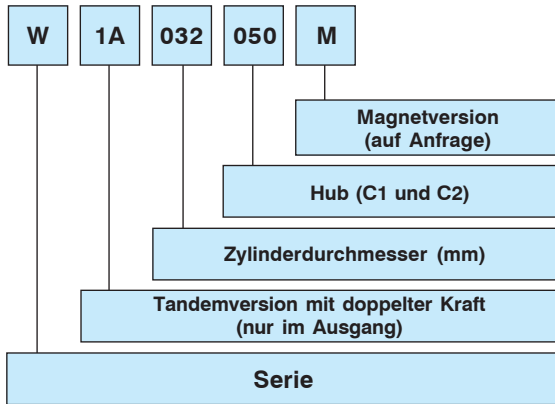 W 1A 032 050 M
Magnetversion
(auf Anfrage)
Hub (C1 und C2)
Zylinderdurchmesser (mm)
Tandemversion mit doppelter Kraft
(nur im Ausgang)
Serie